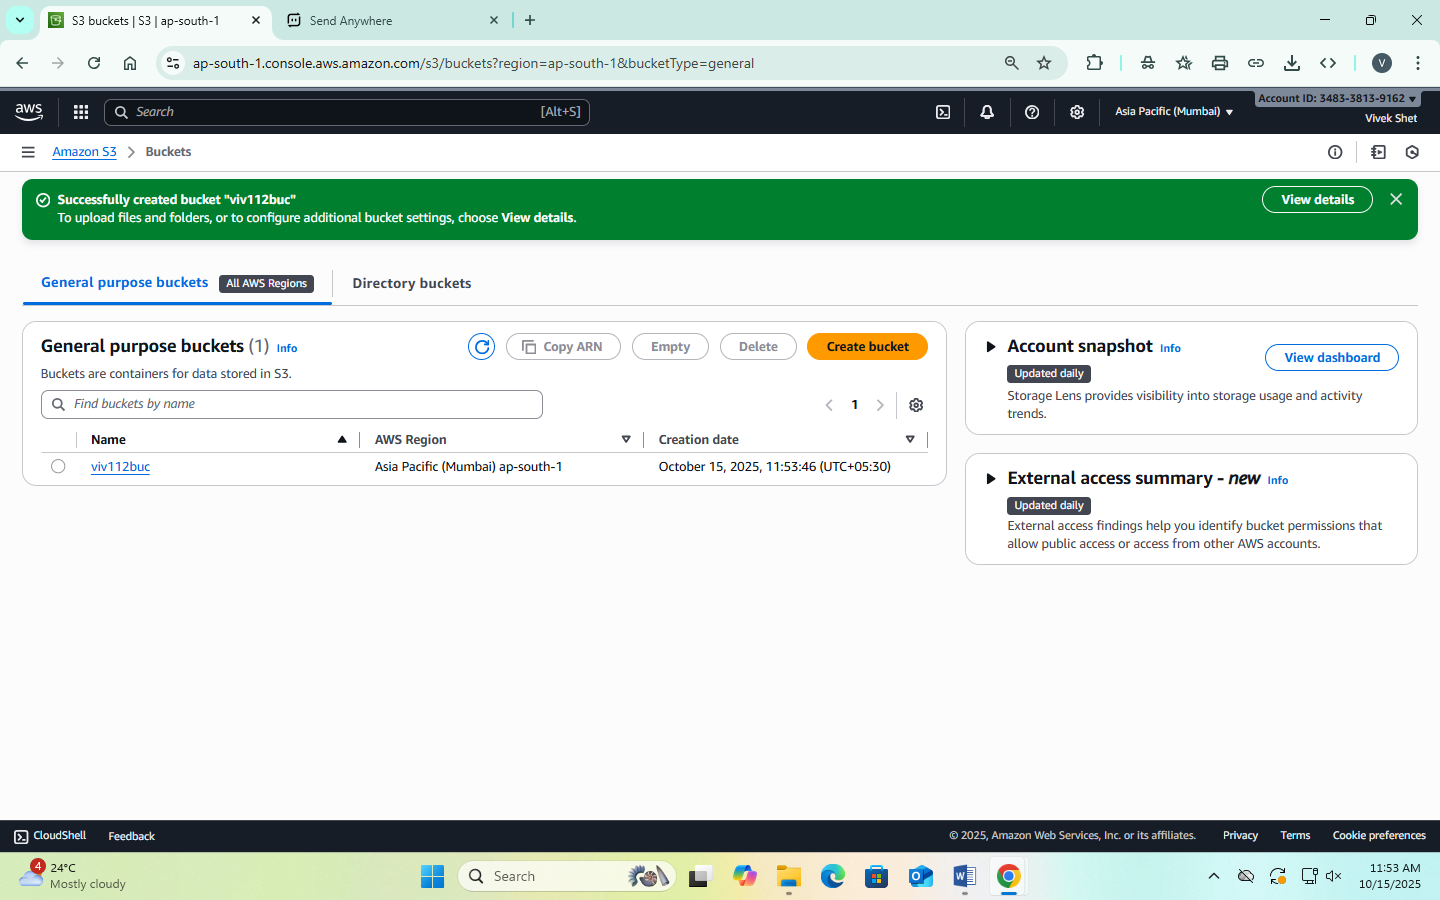 S3 buckets | S3 | ap-south-1
Send Anywhere
ap-south-1.console.aws.amazon.com/s3/buckets?region=ap-south-1&bucketType=general
V
aws
Search
[Alt+S]
Asia Pacific (Mumbai)
Account ID: 3483-3813-9162
Vivek Shet
Amazon S3
Buckets
Successfully created bucket "viv112buc"
To upload files and folders, or to configure additional bucket settings, choose View details.
View details
General purpose buckets
All AWS Regions
Directory buckets
General purpose buckets (1) Info
Copy ARN
Empty
Delete
Create bucket
Buckets are containers for data stored in S3.
Find buckets by name
1
Name
AWS Region
Creation date
viv112buc
Asia Pacific (Mumbai) ap-south-1
October 15, 2025, 11:53:46 (UTC+05:30)
Account snapshot Info
View dashboard
Updated daily
Storage Lens provides visibility into storage usage and activity
trends.
External access summary - new Info
Updated daily
External access findings help you identify bucket permissions that
allow public access or access from other AWS accounts.
CloudShell
Feedback
© 2025, Amazon Web Services, Inc. or its affiliates.
Privacy
Terms
Cookie preferences
4
24°C
Mostly cloudy
Search
11:53 AM
10/15/2025